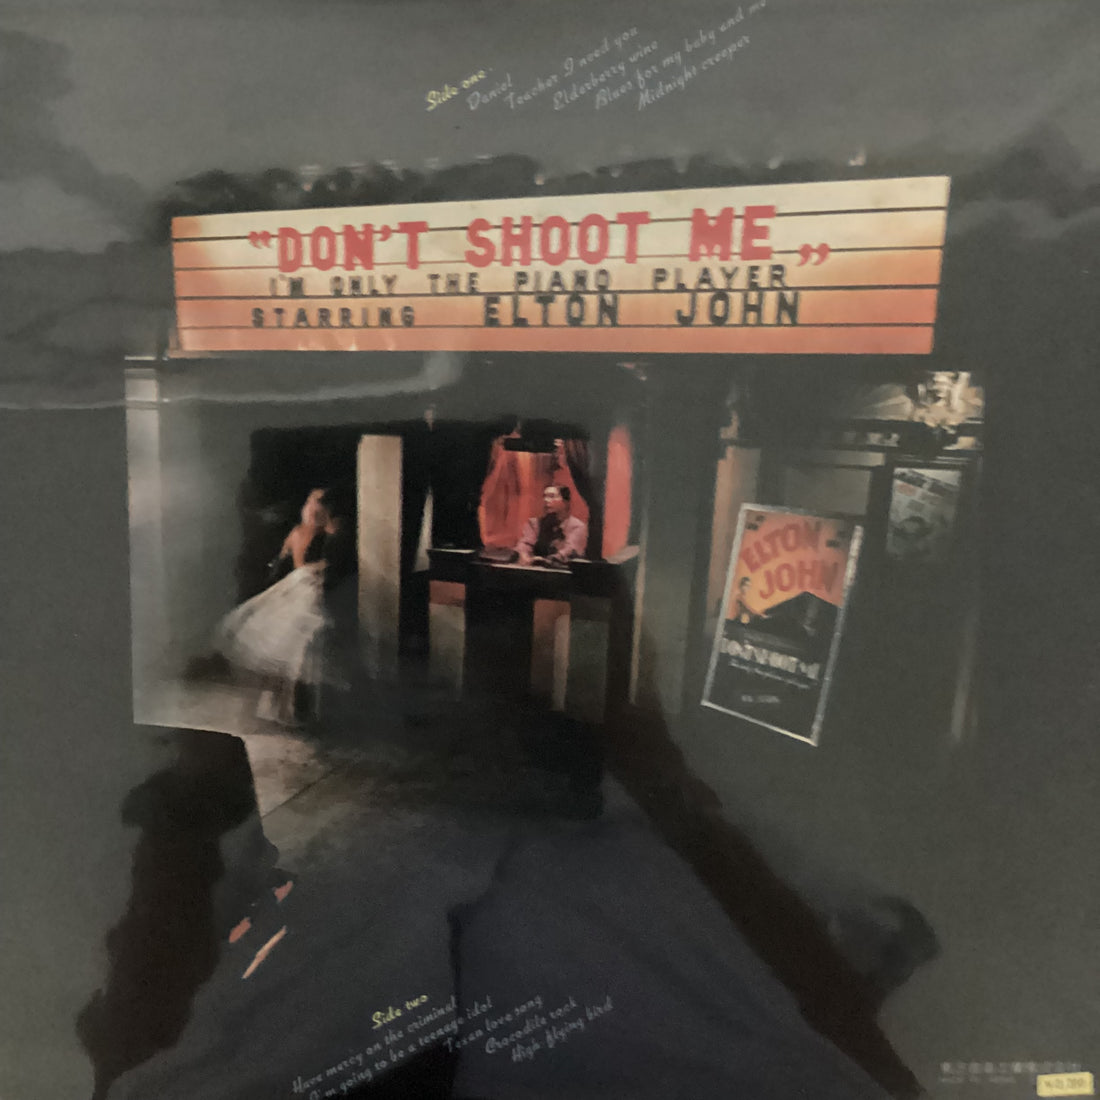 Side one
Daniel
Teacher I need you
Elderberry wine
Blues for my baby and me
Midnight creeper
"DON'T SHOOT ME„
I'M ONLY THE PIANO PLAYER
STARRING ELTON JOHN
ELTON
JOHN
Side two
Have mercy on the criminal
I'm going to be a teenage idol
Texan love song
Crocodile rock
High flying bird